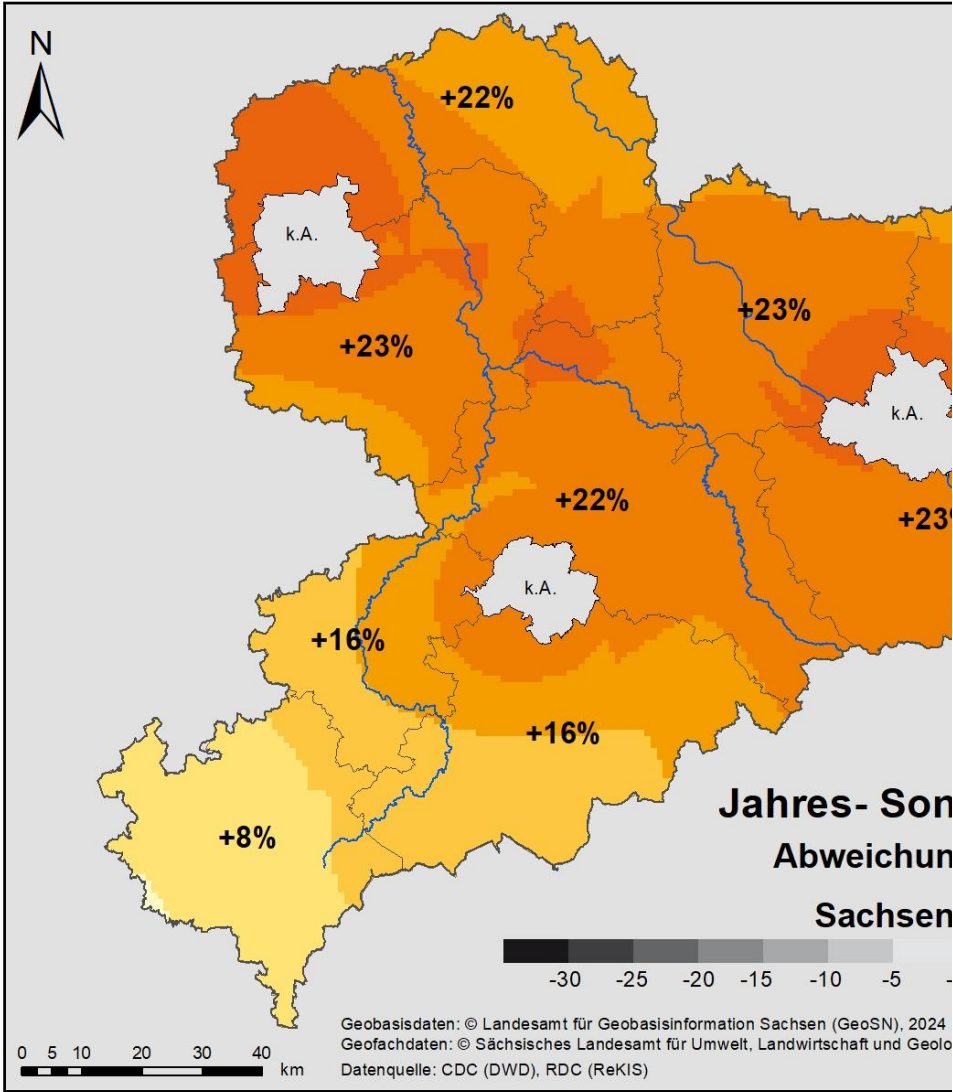 N
+22%
k.A.
+23%
+23%
k.A.
+22%
+23%
k.A.
+16%
+16%
+8%
Jahres- Son
Abweichun
Sachsen
-30 -25 -20 -15 -10 -5 -
Geobasisdaten: © Landesamt für Geobasisinformation Sachsen (GeoSN), 2024
Geofachdaten: © Sächsisches Landesamt für Umwelt, Landwirtschaft und Geolo
0 5 10 20 30 40
km
Datenquelle: CDC (DWD), RDC (ReKIS)